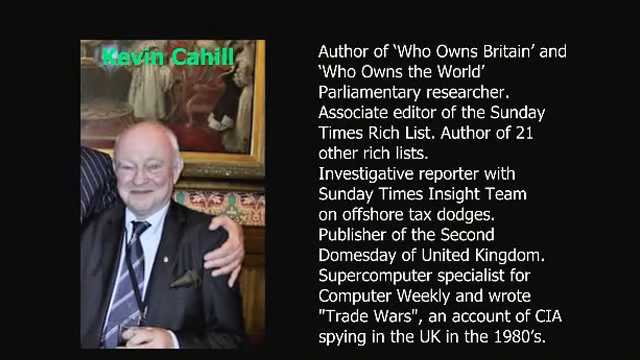 Kevin Cahill
Author of ‘Who Owns Britain’ and
‘Who Owns the World’
Parliamentary researcher.
Associate editor of the Sunday
Times Rich List. Author of 21
other rich lists.
Investigative reporter with
Sunday Times Insight Team
on offshore tax dodges.
Publisher of the Second
Domesday of United Kingdom.
Supercomputer specialist for
Computer Weekly and wrote
"Trade Wars", an account of CIA
spying in the UK in the 1980’s.